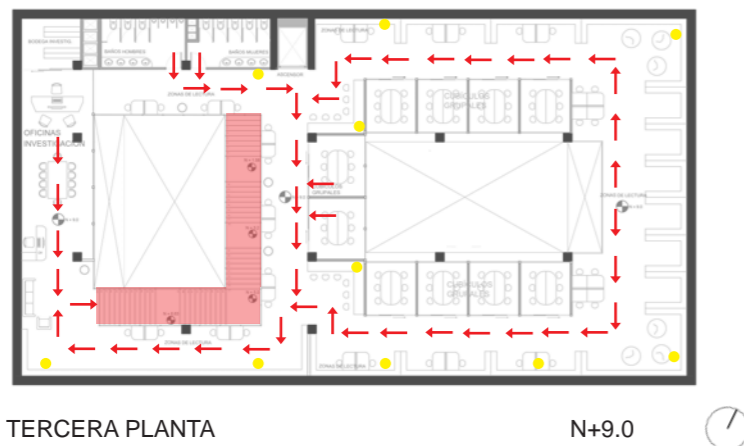 ZONAS DE LECTURA
BODEGA INVESTIG.
BAÑOS HOMBRES
BAÑOS MUJERES
ASCENSOR
ZONAS DE LECTURA
CUBÍCULOS
GRUPALES
OFICINAS
INVESTIGACIÓN
CUBÍCULOS
GRUPALES
ZONAS DE LECTURA
CUBÍCULOS
GRUPALES
ZONAS DE LECTURA
ZONAS DE LECTURA
TERCERA PLANTA
N+9.0